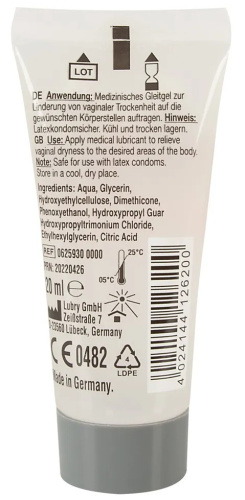 LOT
DE Anwendung: Medizinisches Gleitgel zur
Linderung von vaginaler Trockenheit auf die
gewünschten Körperstellen auftragen. Hinweis:
Latexkondomsicher. Kühl und trocken lagern.
GB Use: Apply medical lubricant to relieve
vaginal dryness to the desired areas of the body.
Note: Safe for use with latex condoms.
Store in a cool, dry place.
Ingredients: Aqua, Glycerin,
Hydroxyethylcellulose, Dimethicone,
Phenoxyethanol, Hydroxypropyl Guar
Hydroxypropyltrimonium Chloride,
Ethylhexylglycerin, Citric Acid
REF 0625930 0000
PRN: 20220426
25°C
05°C
20 ml ℮
Lubry GmbH
Zeißstraße 7
D-23560 Lübeck, Germany
CE 0482
4
LDPE
Made in Germany.
4 024144 126200